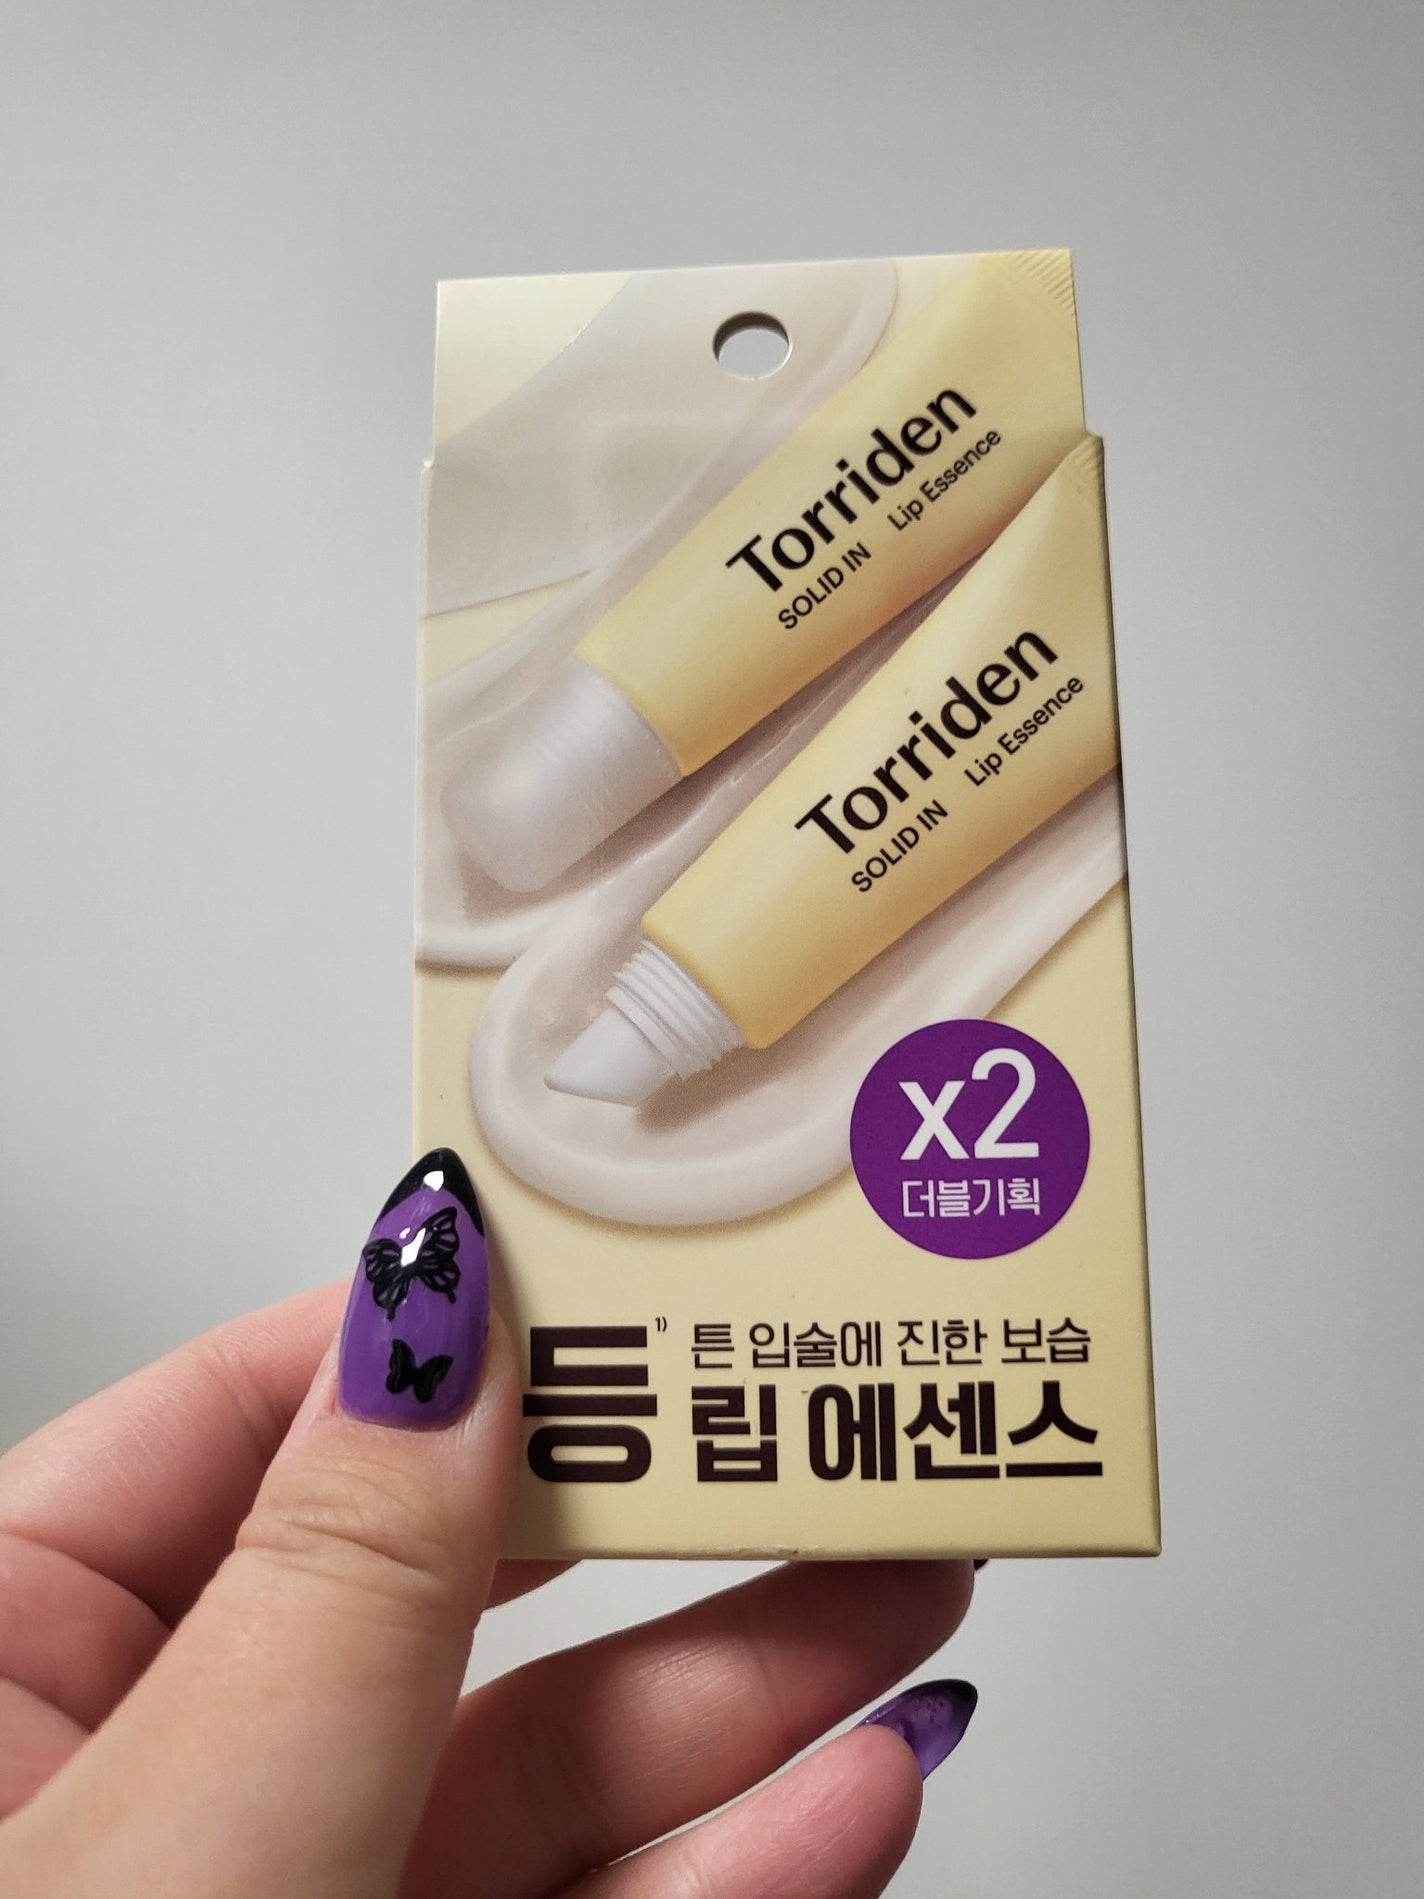 Torriden
SOLID IN Lip Essence
Torriden
SOLID IN Lip Essence
x2
더블기획
등 1)
튼 입술에 진한 보습
립 에센스